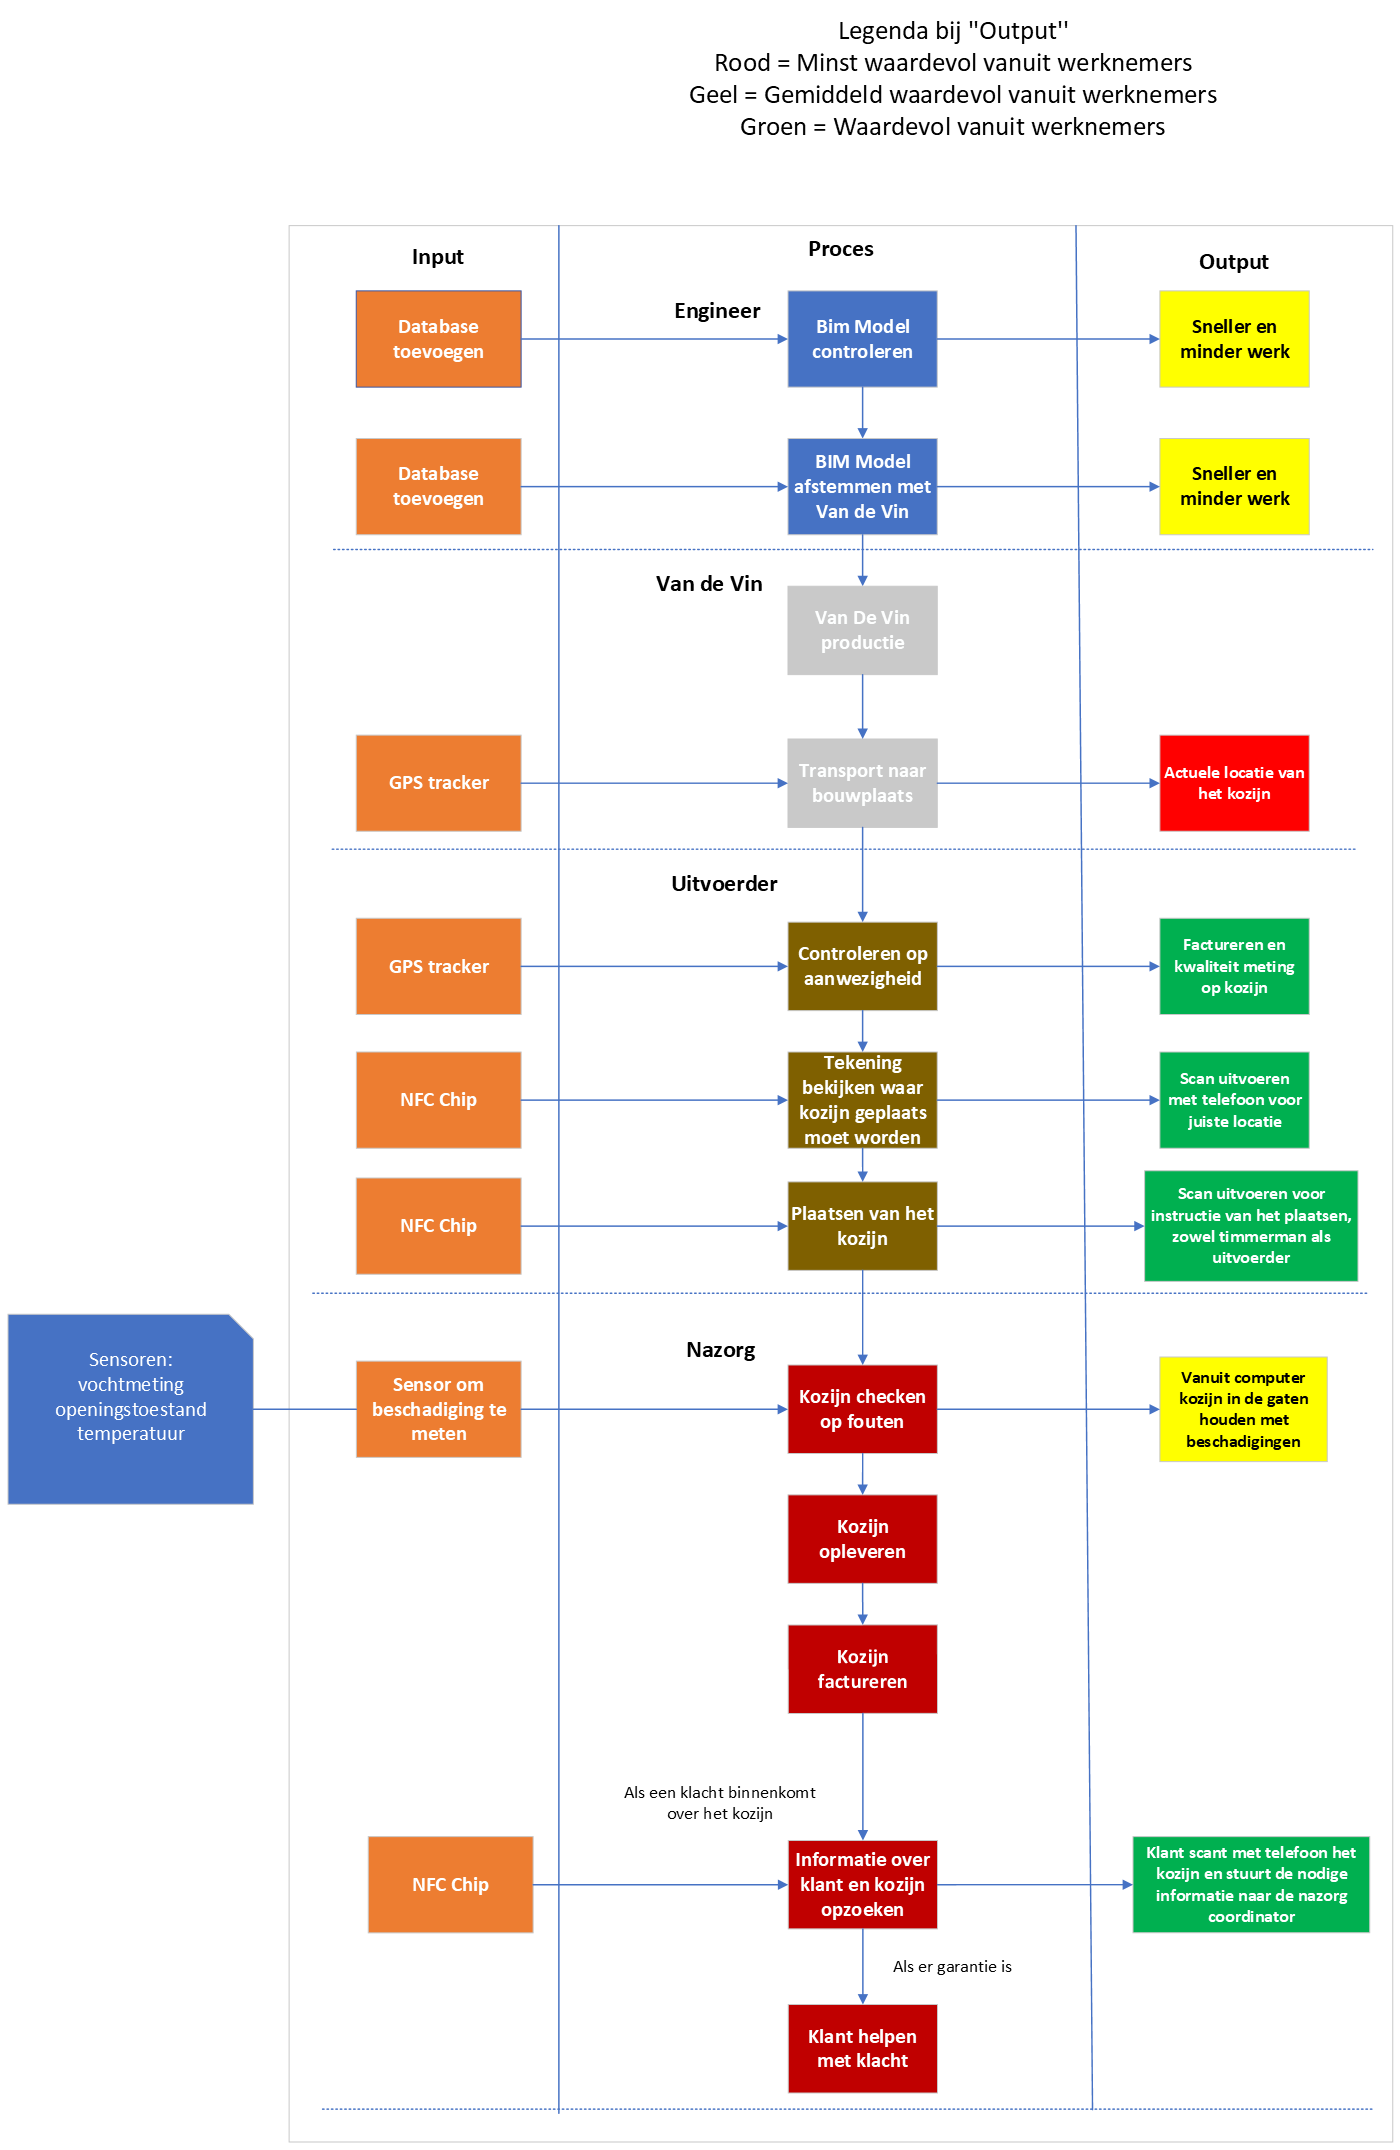 Legenda bij "Output''
Rood = Minst waardevol vanuit werknemers
Geel = Gemiddeld waardevol vanuit werknemers
Groen = Waardevol vanuit werknemers
Input
Proces
Output
Engineer
Database
toevoegen
Bim Model
controleren
Sneller en
minder werk
Database
toevoegen
BIM Model
afstemmen met
Van de Vin
Sneller en
minder werk
Van de Vin
Van De Vin
productie
GPS tracker
Transport naar
bouwplaats
Actuele locatie van
het kozijn
Uitvoerder
GPS tracker
Controleren op
aanwezigheid
Factureren en
kwaliteit meting
op kozijn
NFC Chip
Tekening
bekijken waar
kozijn geplaats
moet worden
Scan uitvoeren
met telefoon voor
juiste locatie
NFC Chip
Plaatsen van het
kozijn
Scan uitvoeren voor
instructie van het plaatsen,
zowel timmerman als
uitvoerder
Nazorg
Sensoren:
vochtmeting
openingstoestand
temperatuur
Sensor om
beschadiging te
meten
Kozijn checken
op fouten
Vanuit computer
kozijn in de gaten
houden met
beschadigingen
Kozijn
opleveren
Kozijn
factureren
Als een klacht binnenkomt
over het kozijn
NFC Chip
Informatie over
klant en kozijn
opzoeken
Klant scant met telefoon het
kozijn en stuurt de nodige
informatie naar de nazorg
coordinator
Als er garantie is
Klant helpen
met klacht